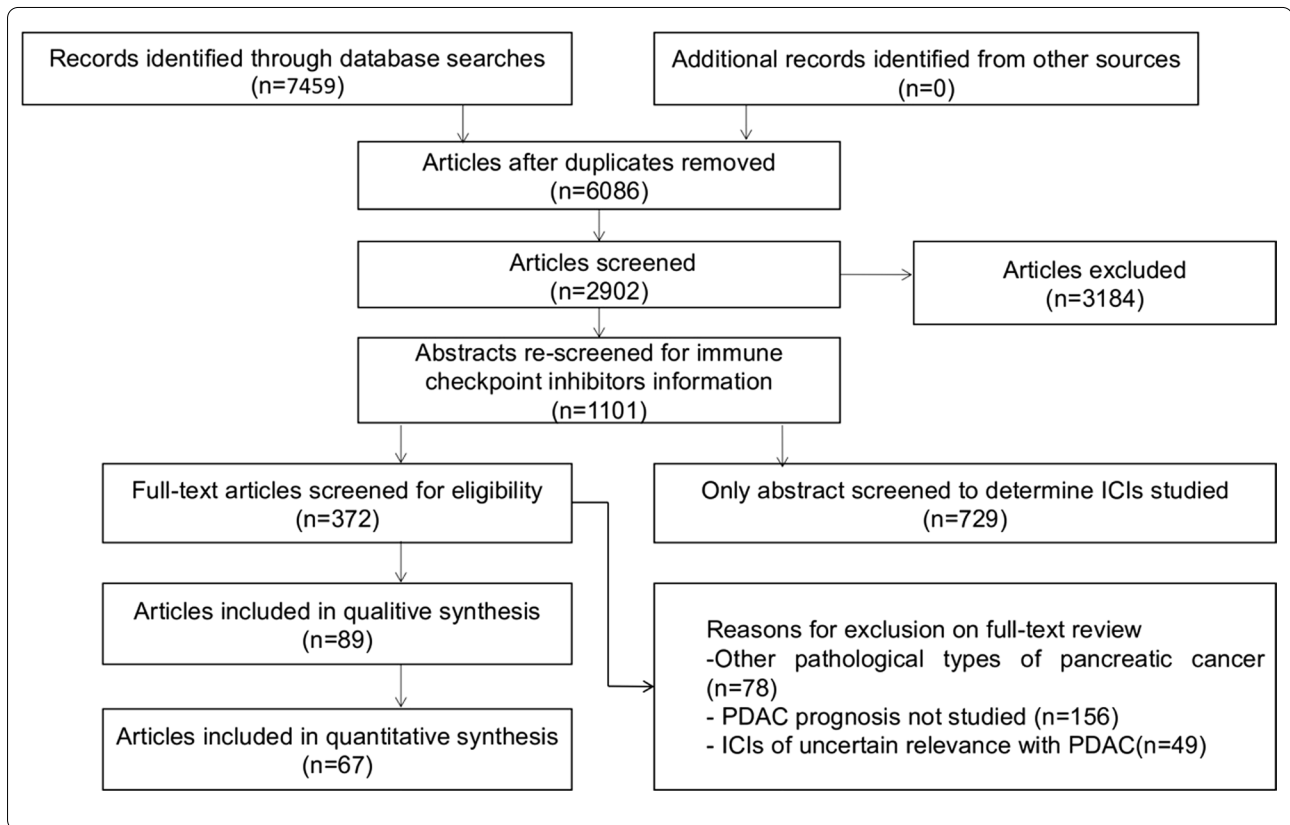 Records identified through database searches
(n=7459)
Additional records identified from other sources
(n=0)
Articles after duplicates removed
(n=6086)
Articles screened
(n=2902)
Articles excluded
(n=3184)
Abstracts re-screened for immune
checkpoint inhibitors information
(n=1101)
Full-text articles screened for eligibility
(n=372)
Only abstract screened to determine ICIs studied
(n=729)
Articles included in qualitive synthesis
(n=89)
Reasons for exclusion on full-text review
-Other pathological types of pancreatic cancer
(n=78)
- PDAC prognosis not studied (n=156)
- ICIs of uncertain relevance with PDAC(n=49)
Articles included in quantitative synthesis
(n=67)